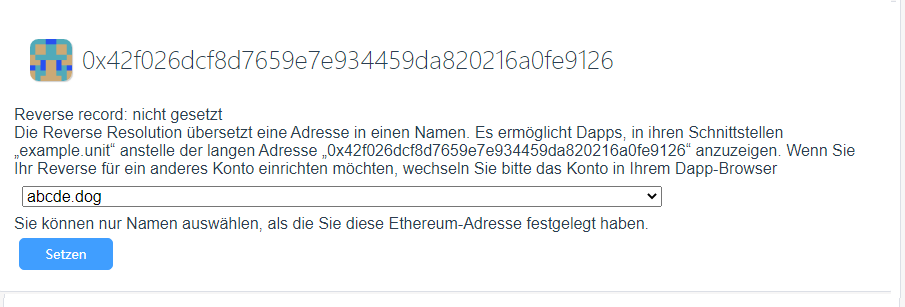 0x42f026dcf8d7659e7e934459da820216a0fe9126
Reverse record: nicht gesetzt
Die Reverse Resolution übersetzt eine Adresse in einen Namen. Es ermöglicht Dapps, in ihren Schnittstellen
„example.unit“ anstelle der langen Adresse „0x42f026dcf8d7659e7e934459da820216a0fe9126“ anzuzeigen. Wenn Sie
Ihr Reverse für ein anderes Konto einrichten möchten, wechseln Sie bitte das Konto in Ihrem Dapp-Browser
abcde.dog
Sie können nur Namen auswählen, als die Sie diese Ethereum-Adresse festgelegt haben.
Setzen